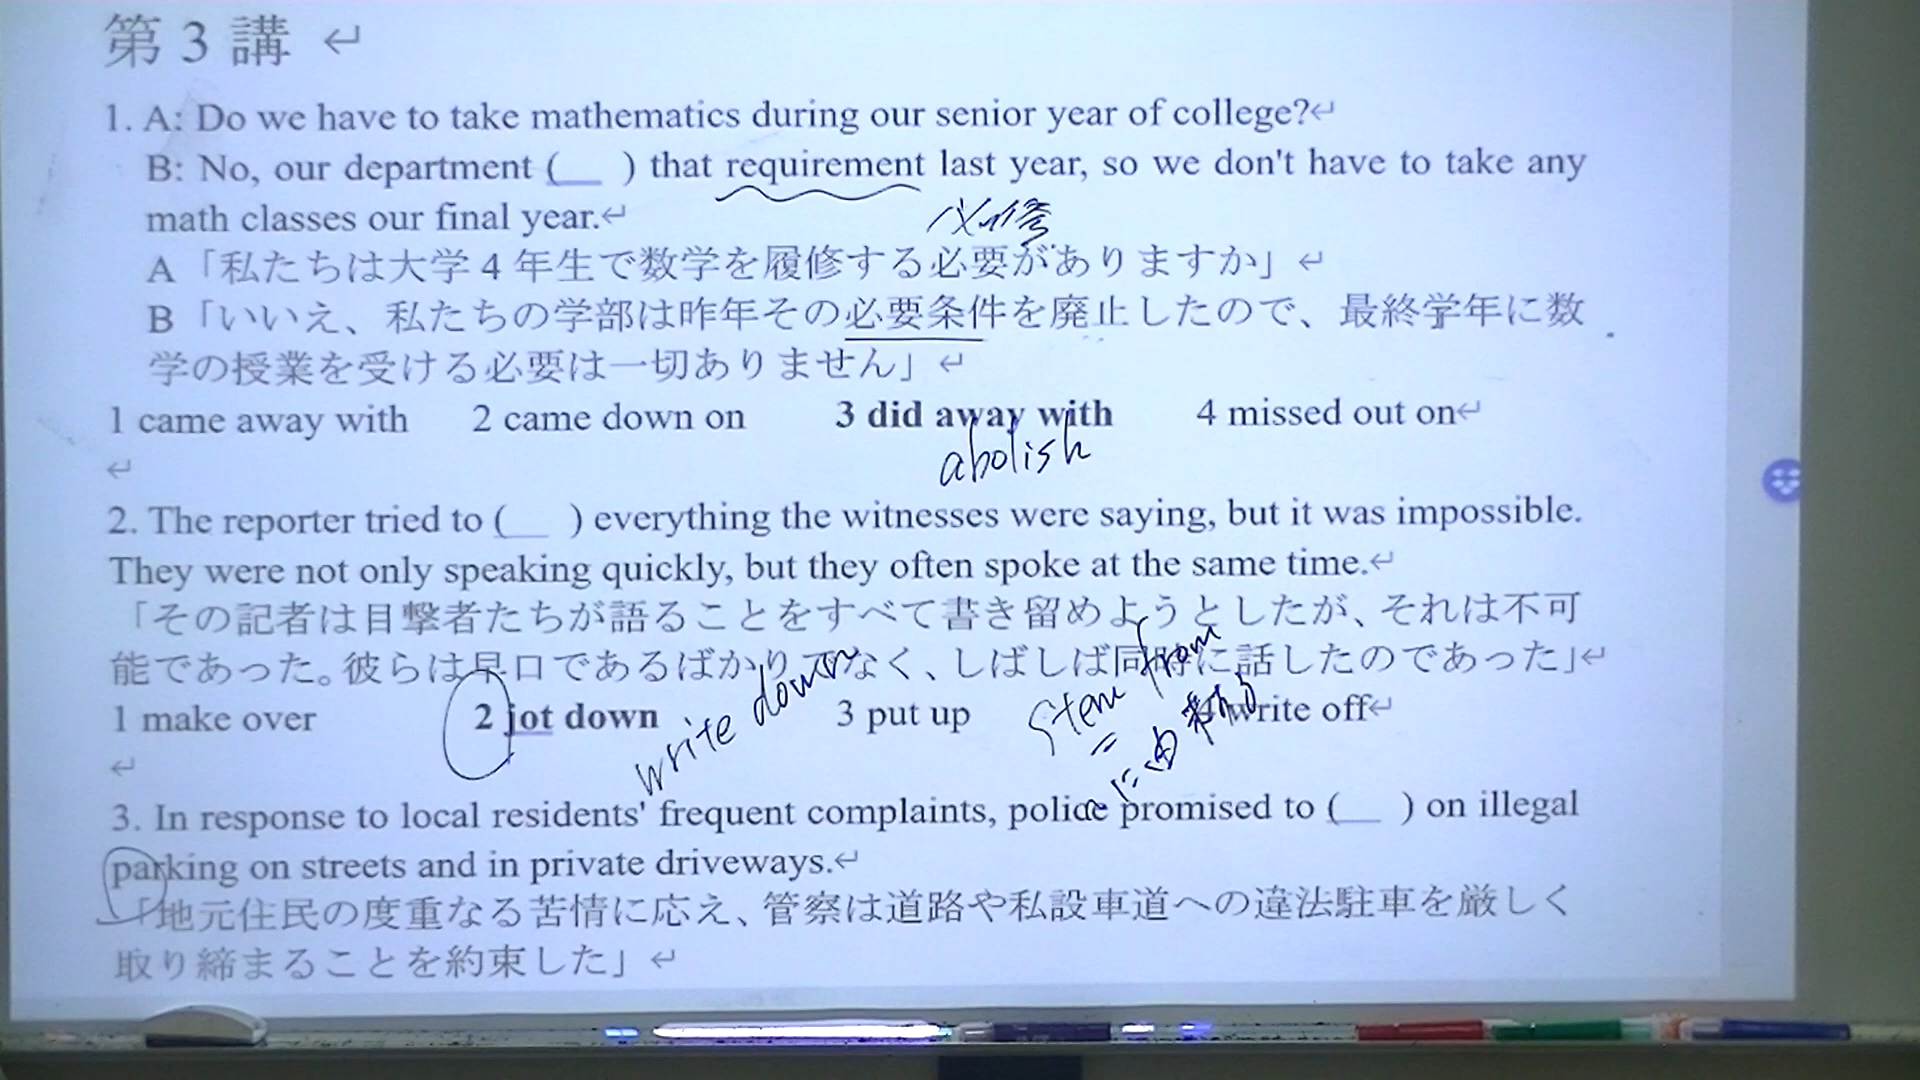 第 3 講
1. A: Do we have to take mathematics during our senior year of college?
B: No, our department (__ ) that requirement last year, so we don't have to take any
math classes our final year.
必修
A「私たちは大学 4 年生で数学を履修する必要がありますか」
B「いいえ、私たちの学部は昨年その必要条件を廃止したので、最終学年に数
学の授業を受ける必要は一切ありません」
1 came away with 2 came down on 3 did away with 4 missed out on
abolish
2. The reporter tried to (__ ) everything the witnesses were saying, but it was impossible.
They were not only speaking quickly, but they often spoke at the same time.
「その記者は目撃者たちが語ることをすべて書き留めようとしたが、それは不可
能であった。彼らは早口であるばかりでなく、しばしば同時に話したのであった」
1 make over 2 jot down 3 put up 4 write off
write down
stem from
=
に由来する
3. In response to local residents' frequent complaints, police promised to (__ ) on illegal
parking on streets and in private driveways.
「地元住民の度重なる苦情に応え、管察は道路や私設車道への違法駐車を厳しく
取り締まることを約束した」